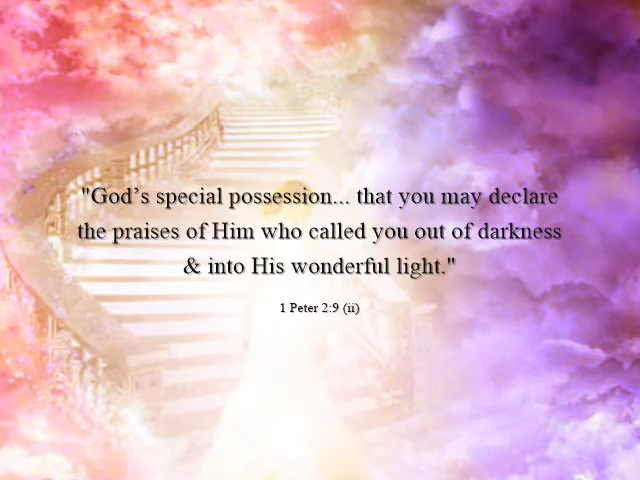 "God’s special possession... that you may declare
the praises of Him who called you out of darkness
& into His wonderful light."
1 Peter 2:9 (ii)